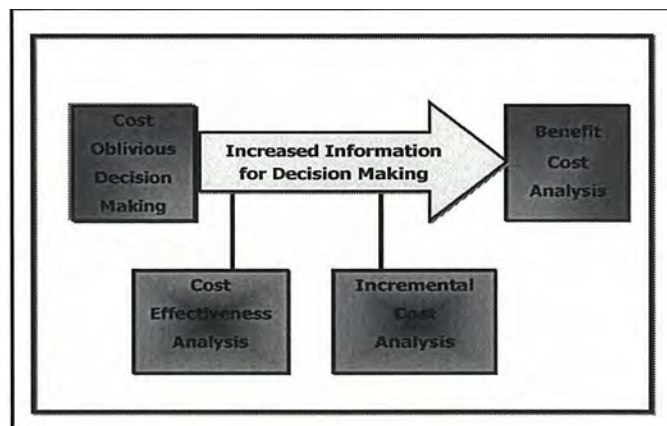 Cost
Oblivious
Decision
Making
Increased Information
for Decision Making
Benefit
Cost
Analysis
Cost
Effectiveness
Analysis
Incremental
Cost
Analysis